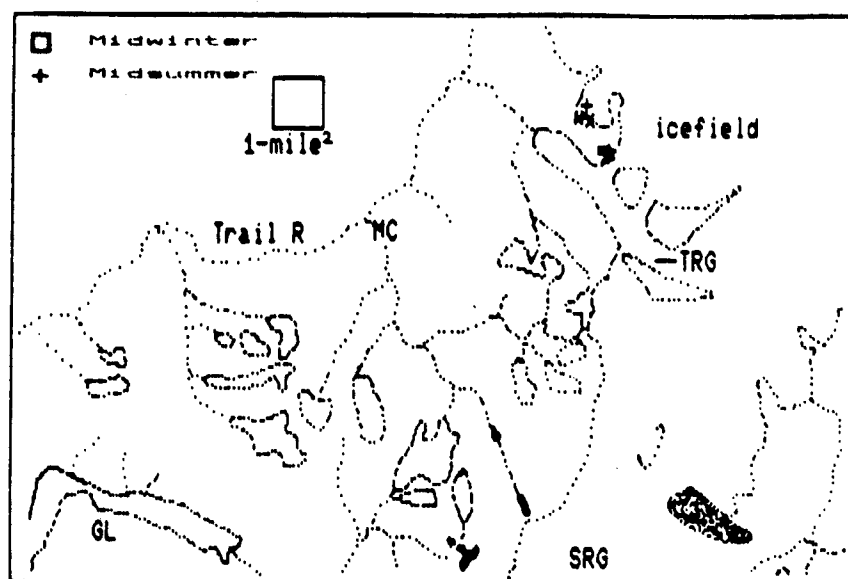 Midwinter
Midsummer
1-mile²
icefield
Trail R
MC
TRG
GL
SRG